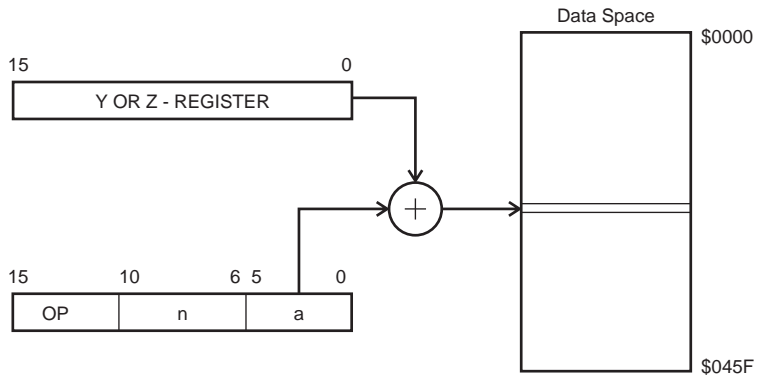 Data Space
$0000
15 0
Y OR Z - REGISTER
+
15 10 6 5 0
OP n a
$045F